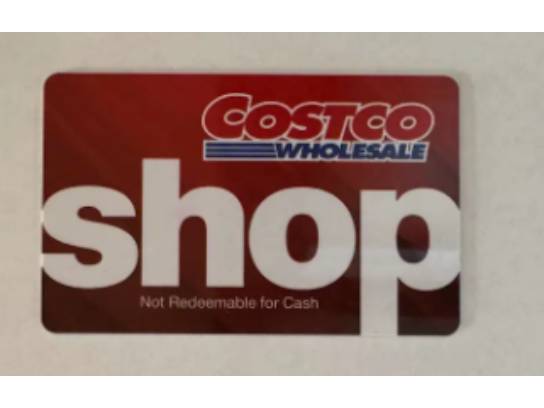 COSTCO
WHOLESALE
shop
Not Redeemable for Cash